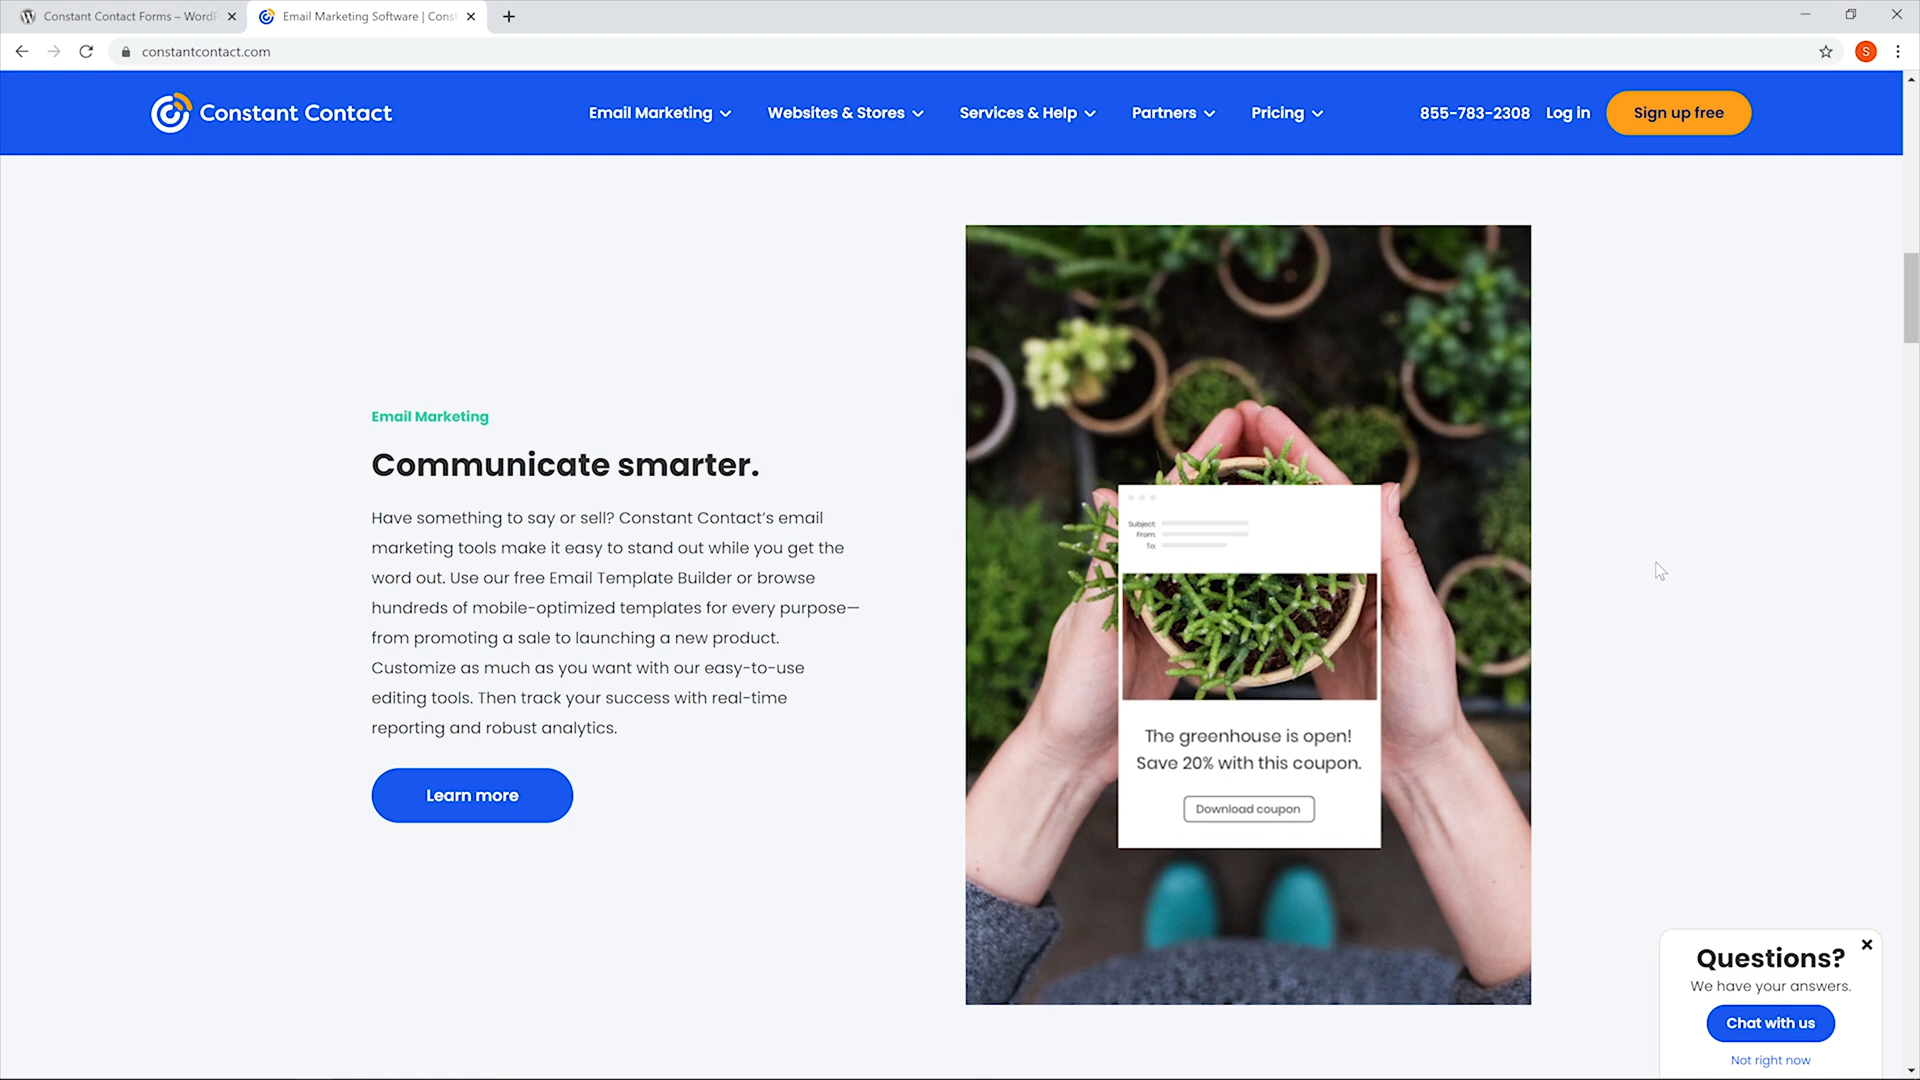 Constant Contact Forms – WordP
Email Marketing Software | Const
constantcontact.com
S
Constant Contact
Email Marketing
Websites & Stores
Services & Help
Partners
Pricing
855-783-2308
Log in
Sign up free
Email Marketing
Communicate smarter.
Have something to say or sell? Constant Contact’s email
marketing tools make it easy to stand out while you get the
word out. Use our free Email Template Builder or browse
hundreds of mobile-optimized templates for every purpose—
from promoting a sale to launching a new product.
Customize as much as you want with our easy-to-use
editing tools. Then track your success with real-time
reporting and robust analytics.
Learn more
Subject:
From:
To:
The greenhouse is open!
Save 20% with this coupon.
Download coupon
Questions?
We have your answers.
Chat with us
Not right now